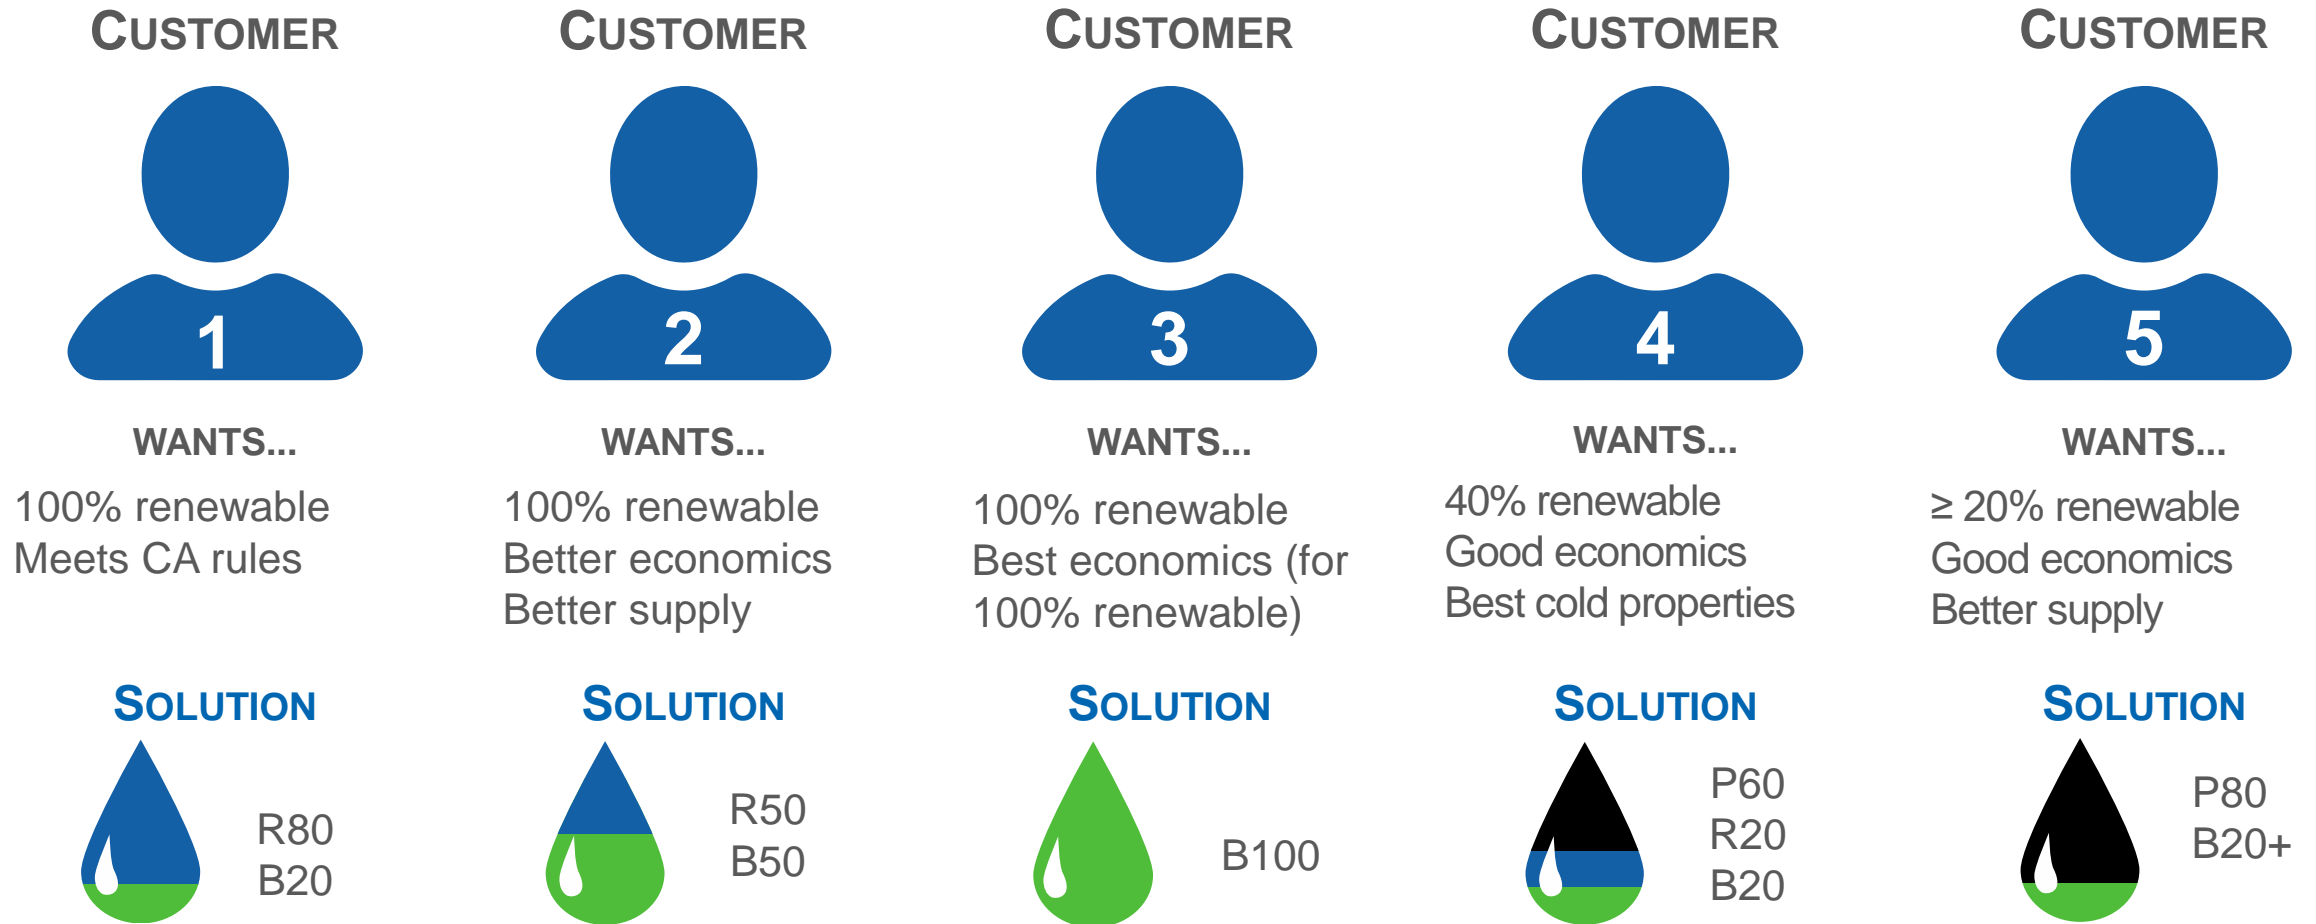 CUSTOMER
1
WANTS...
100% renewable
Meets CA rules
SOLUTION
R80
B20
CUSTOMER
2
WANTS...
100% renewable
Better economics
Better supply
SOLUTION
R50
B50
CUSTOMER
3
WANTS...
100% renewable
Best economics (for
100% renewable)
SOLUTION
B100
CUSTOMER
4
WANTS...
40% renewable
Good economics
Best cold properties
SOLUTION
P60
R20
B20
CUSTOMER
5
WANTS...
≥ 20% renewable
Good economics
Better supply
SOLUTION
P80
B20+